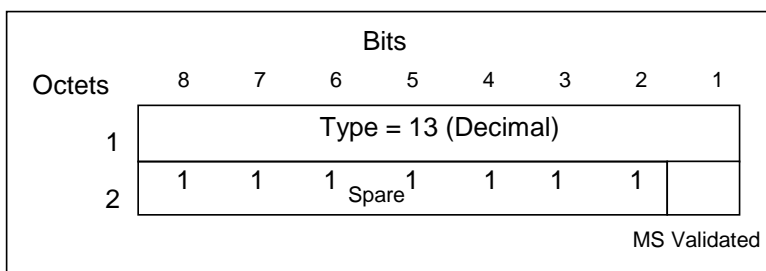 Bits
Octets 8 7 6 5 4 3 2 1
1 Type = 13 (Decimal)
2 1 1 1 1 1 1 1
Spare
MS Validated